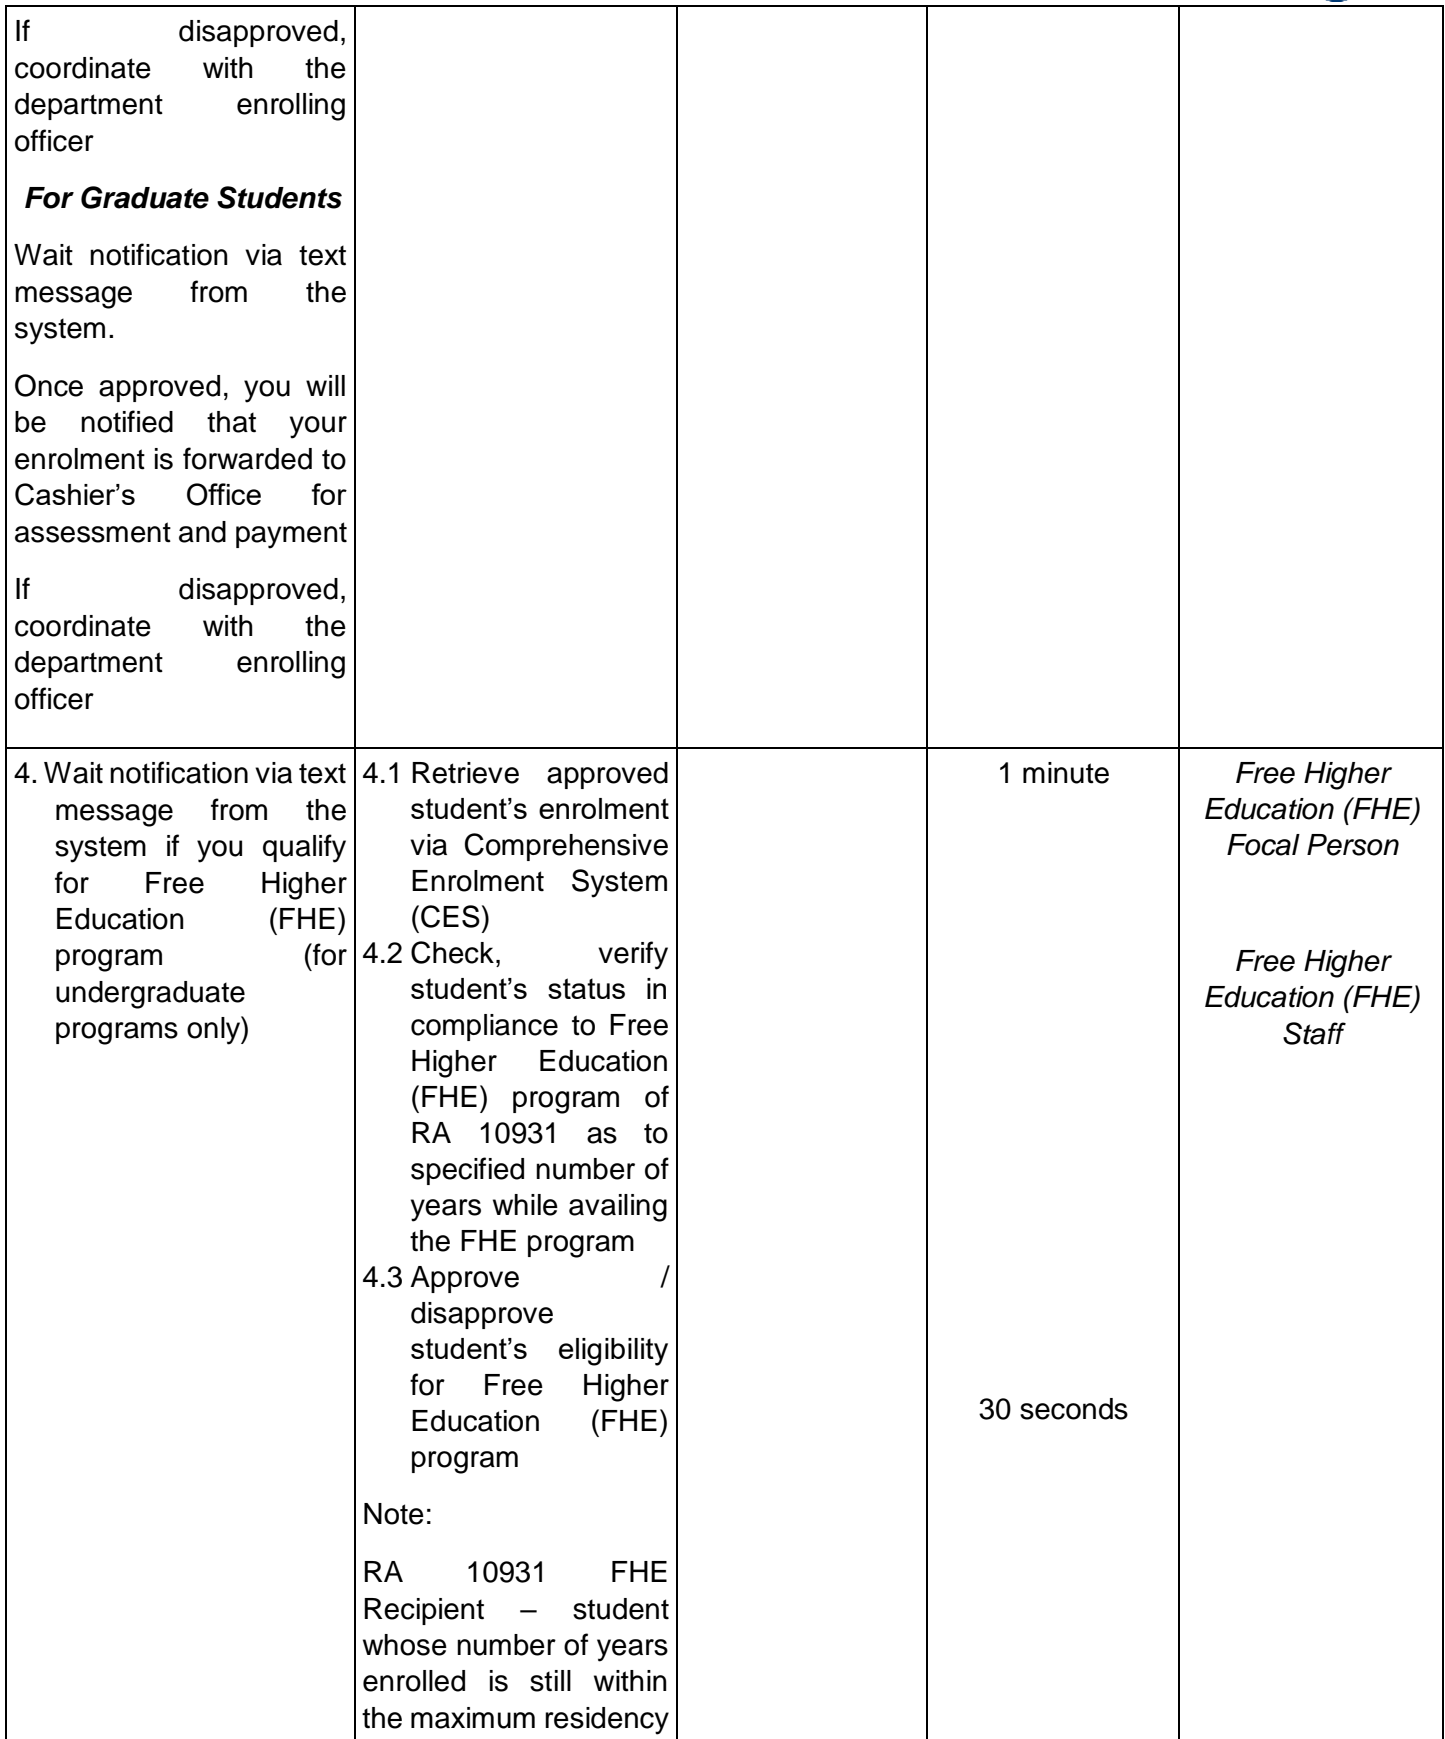 If disapproved,
coordinate with the
department enrolling
officer
For Graduate Students
Wait notification via text
message from the
system.
Once approved, you will
be notified that your
enrolment is forwarded to
Cashier’s Office for
assessment and payment
If disapproved,
coordinate with the
department enrolling
officer
4. Wait notification via text
message from the
system if you qualify
for Free Higher
Education (FHE)
program (for
undergraduate
programs only)
4.1 Retrieve approved
student’s enrolment
via Comprehensive
Enrolment System
(CES)
4.2 Check, verify
student’s status in
compliance to Free
Higher Education
(FHE) program of
RA 10931 as to
specified number of
years while availing
the FHE program
4.3 Approve /
disapprove
student’s eligibility
for Free Higher
Education (FHE)
program
Note:
RA 10931 FHE
Recipient – student
whose number of years
enrolled is still within
the maximum residency
1 minute
30 seconds
Free Higher
Education (FHE)
Focal Person
Free Higher
Education (FHE)
Staff